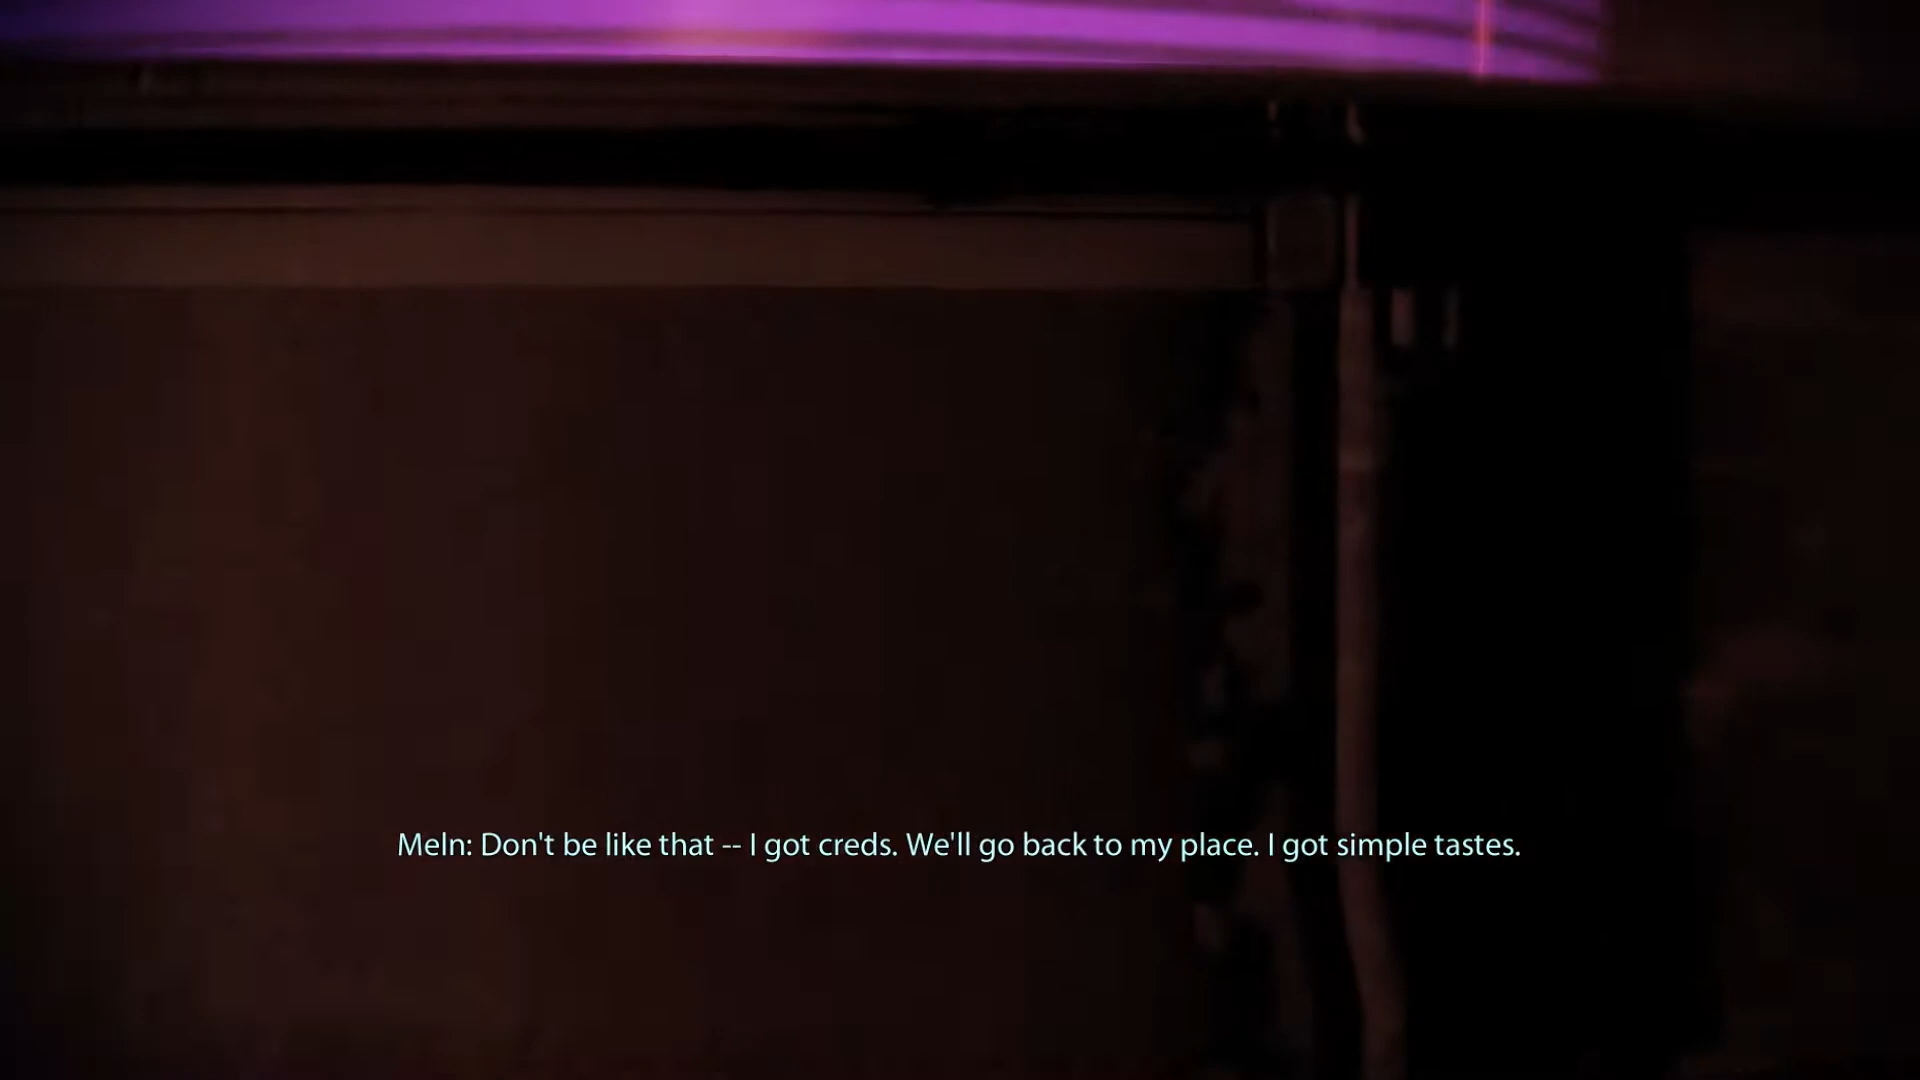 Meln: Don't be like that -- I got creds. We'll go back to my place. I got simple tastes.